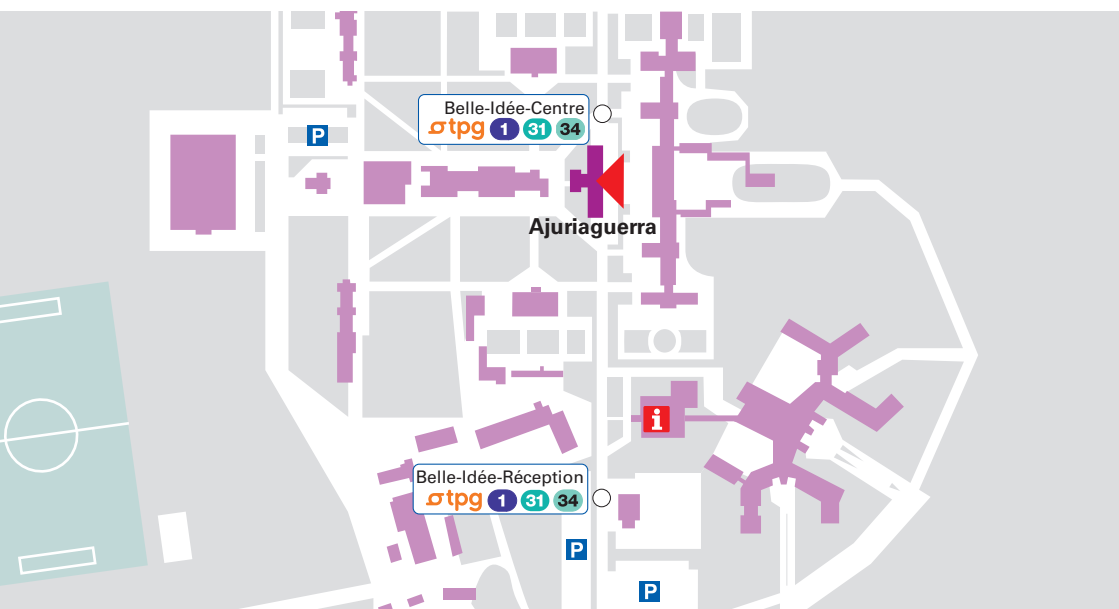 Belle-Idée-Centre
tpg 1 31 34
P
Ajuriaguerra
i
Belle-Idée-Réception
tpg 1 31 34
P
P